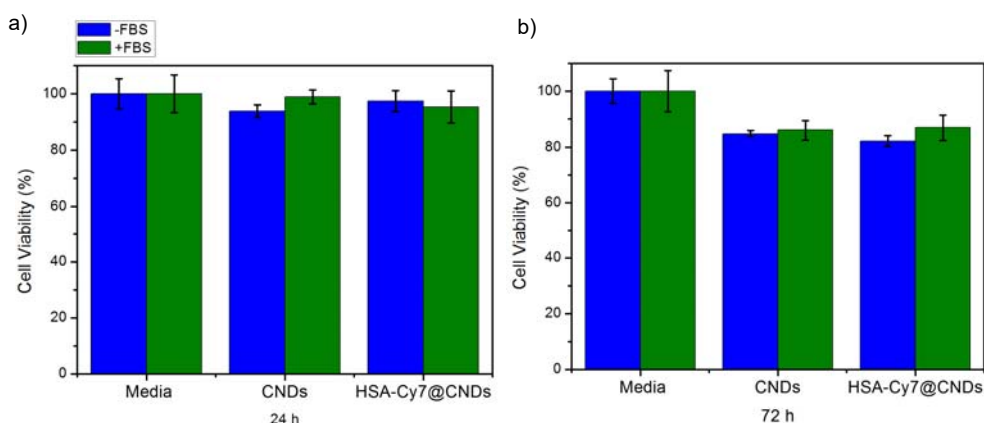 a)
-FBS
+FBS
Cell Viability (%)
100
80
60
40
20
0
Media CNDs HSA-Cy7@CNDs
24 h
b)
Cell Viability (%)
100
80
60
40
20
0
Media CNDs HSA-Cy7@CNDs
72 h